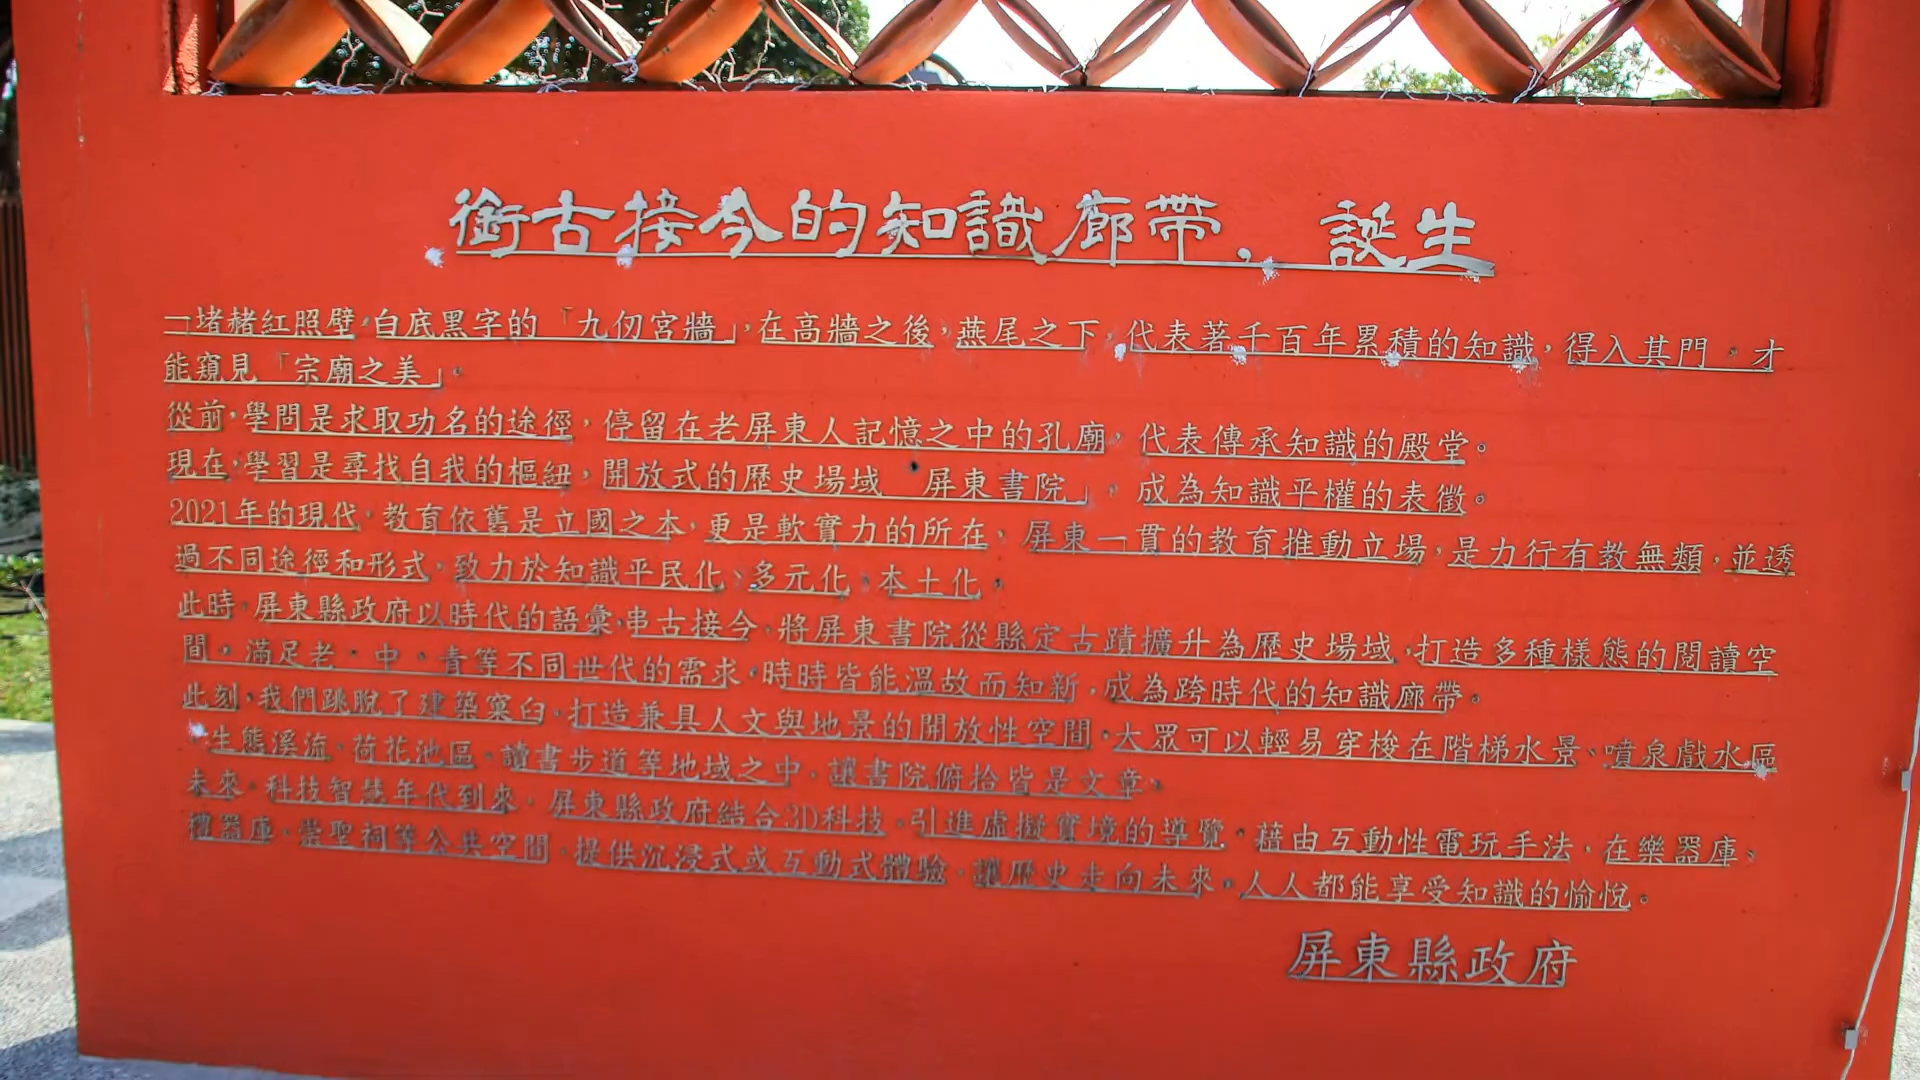 銜古接今的知識廊帶，誕生
一堵赭紅照壁，白底黑字的「九仞宮牆」，在高牆之後，燕尾之下，代表著千百年累積的知識，得入其門，才
能窺見「宗廟之美」。
從前，學問是求取功名的途徑，停留在老屏東人記憶之中的孔廟，代表傳承知識的殿堂。
現在，學習是尋找自我的樞紐，開放式的歷史場域「屏東書院」，成為知識平權的表徵。
2021年的現代，教育依舊是立國之本，更是軟實力的所在，屏東一貫的教育推動立場，是力行有教無類，並透
過不同途徑和形式，致力於知識平民化、多元化、本土化。
此時，屏東縣政府以時代的語彙，串古接今，將屏東書院從縣定古蹟擴升為歷史場域，打造多種樣態的閱讀空
間，滿足老、中、青等不同世代的需求，時時皆能溫故而知新，成為跨時代的知識廊帶。
此刻，我們跳脫了建築窠臼，打造兼具人文與地景的開放性空間，大眾可以輕易穿梭在階梯水景、噴泉戲水區
、生態溪流、荷花池區、讀書步道等地域之中，讓書院俯拾皆是文章。
未來，科技智慧年代到來，屏東縣政府結合3D科技，引進虛擬實境的導覽，藉由互動性電玩手法，在樂器庫、
禮器庫、崇聖祠等公共空間，提供沉浸式或互動式體驗，讓歷史走向未來，人人都能享受知識的愉悅。
屏東縣政府